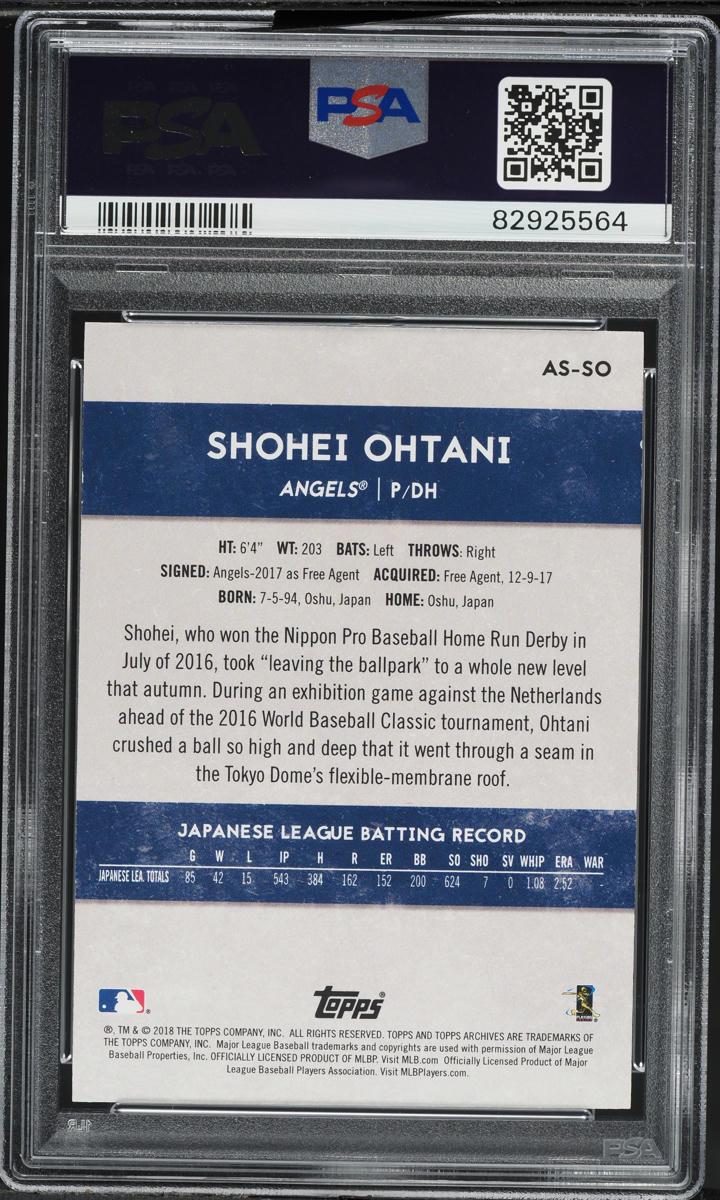 PSA
PSA
82925564
AS-SO
SHOHEI OHTANI
ANGELS® | P/DH
HT: 6'4" WT: 203 BATS: Left THROWS: Right
SIGNED: Angels-2017 as Free Agent ACQUIRED: Free Agent, 12-9-17
BORN: 7-5-94, Oshu, Japan HOME: Oshu, Japan
Shohei, who won the Nippon Pro Baseball Home Run Derby in
July of 2016, took “leaving the ballpark” to a whole new level
that autumn. During an exhibition game against the Netherlands
ahead of the 2016 World Baseball Classic tournament, Ohtani
crushed a ball so high and deep that it went through a seam in
the Tokyo Dome’s flexible-membrane roof.
JAPANESE LEAGUE BATTING RECORD
G W L IP H R ER BB SO SHO SV WHIP ERA WAR
JAPANESE LEA. TOTALS 85 42 15 543 384 162 152 200 624 7 0 1.08 2.52
Topps®
®, TM & © 2018 THE TOPPS COMPANY, INC. ALL RIGHTS RESERVED. TOPPS AND TOPPS ARCHIVES ARE TRADEMARKS OF
THE TOPPS COMPANY, INC. Major League Baseball trademarks and copyrights are used with permission of Major League
Baseball Properties, Inc. OFFICIALLY LICENSED PRODUCT OF MLBP. Visit MLB.com Officially Licensed Product of Major
League Baseball Players Association. Visit MLBPlayers.com.
PSA